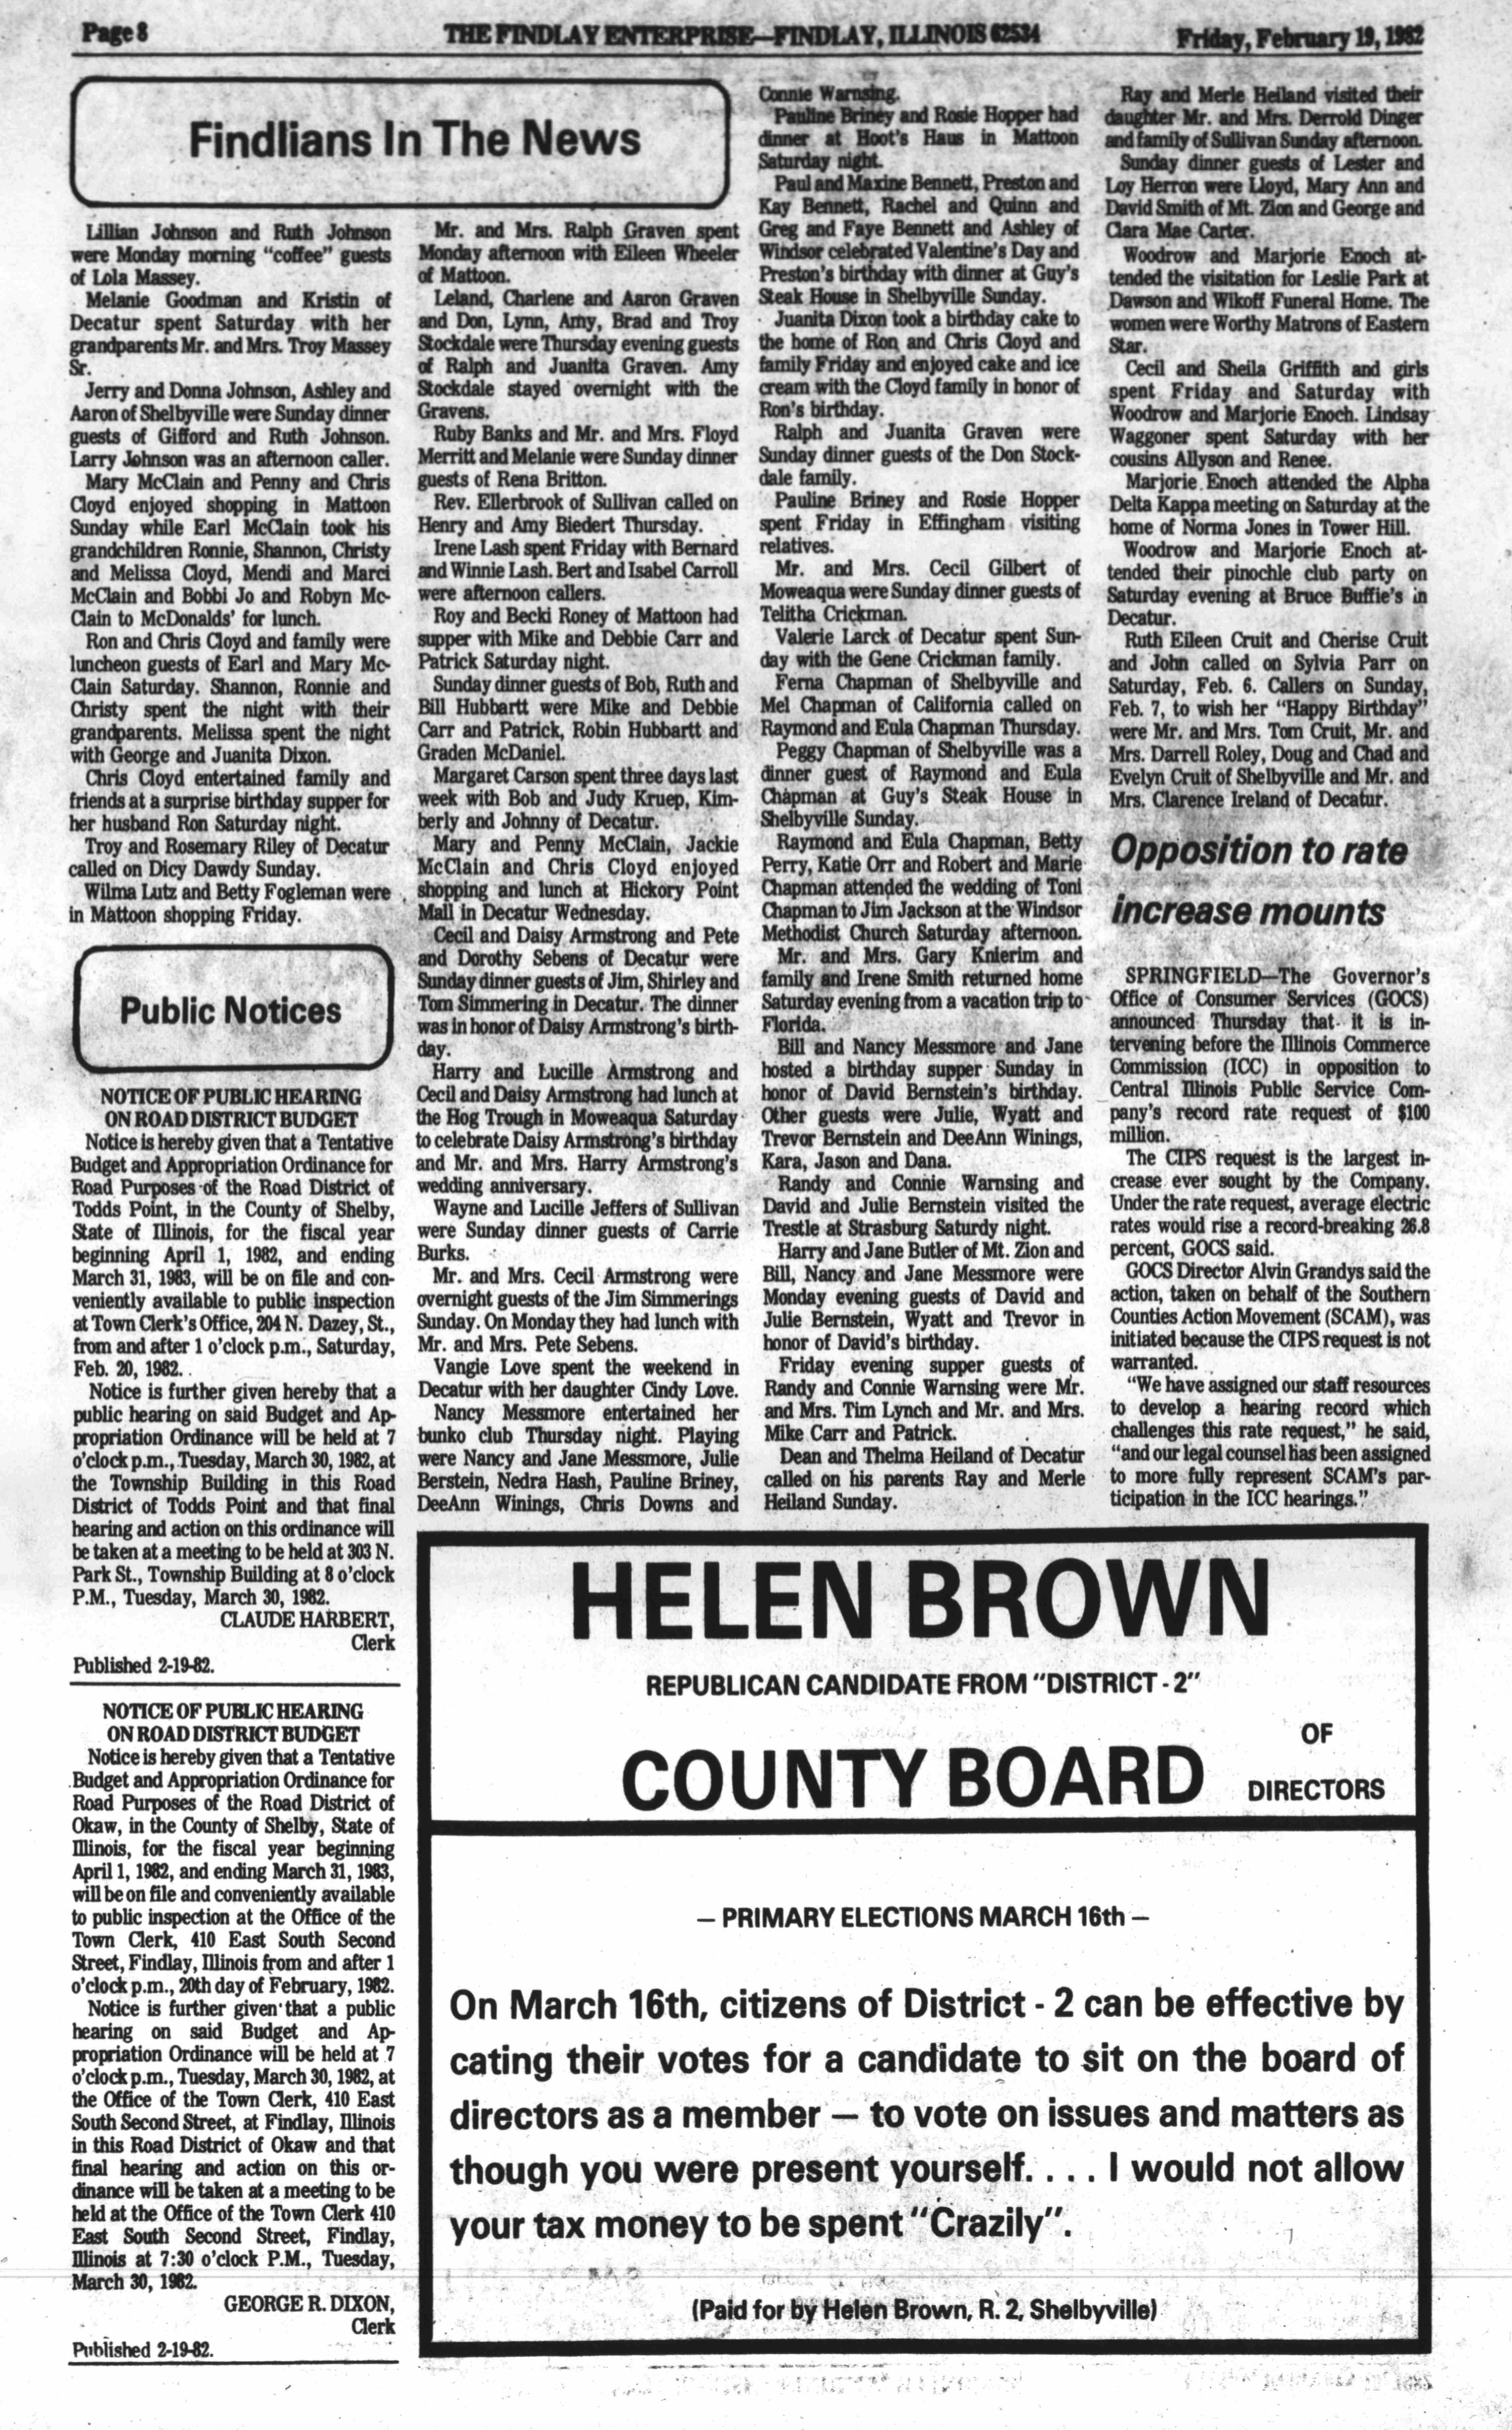 Page 8
THE FINDLAY ENTERPRISE—FINDLAY, ILLINOIS 62534
Friday, February 19, 1982
Findlians In The News
Lillian Johnson and Ruth Johnson
were Monday morning "coffee" guests
of Lola Massey.
Melanie Goodman and Kristin of
Decatur spent Saturday with her
grandparents Mr. and Mrs. Troy Massey
Sr.
Jerry and Donna Johnson, Ashley and
Aaron of Shelbyville were Sunday dinner
guests of Gifford and Ruth Johnson.
Larry Johnson was an afternoon caller.
Mary McClain and Penny and Chris
Cloyd enjoyed shopping in Mattoon
Sunday while Earl McClain took his
grandchildren Ronnie, Shannon, Christy
and Melissa Cloyd, Mendi and Marci
McClain and Bobbi Jo and Robyn Mc-
Clain to McDonalds' for lunch.
Ron and Chris Cloyd and family were
luncheon guests of Earl and Mary Mc-
Clain Saturday. Shannon, Ronnie and
Christy spent the night with their
grandparents. Melissa spent the night
with George and Juanita Dixon.
Chris Cloyd entertained family and
friends at a surprise birthday supper for
her husband Ron Saturday night.
Troy and Rosemary Riley of Decatur
called on Dicy Dawdy Sunday.
Wilma Lutz and Betty Fogleman were
in Mattoon shopping Friday.
Public Notices
NOTICE OF PUBLIC HEARING
ON ROAD DISTRICT BUDGET
Notice is hereby given that a Tentative
Budget and Appropriation Ordinance for
Road Purposes of the Road District of
Todds Point, in the County of Shelby,
State of Illinois, for the fiscal year
beginning April 1, 1982, and ending
March 31, 1983, will be on file and con-
veniently available to public inspection
at Town Clerk's Office, 204 N. Dazey, St.,
from and after 1 o'clock p.m., Saturday,
Feb. 20, 1982.
Notice is further given hereby that a
public hearing on said Budget and Ap-
propriation Ordinance will be held at 7
o'clock p.m., Tuesday, March 30, 1982, at
the Township Building in this Road
District of Todds Point and that final
hearing and action on this ordinance will
be taken at a meeting to be held at 303 N.
Park St., Township Building at 8 o'clock
P.M., Tuesday, March 30, 1982.
CLAUDE HARBERT,
Clerk
Published 2-19-82.
NOTICE OF PUBLIC HEARING
ON ROAD DISTRICT BUDGET
Notice is hereby given that a Tentative
Budget and Appropriation Ordinance for
Road Purposes of the Road District of
Okaw, in the County of Shelby, State of
Illinois, for the fiscal year beginning
April 1, 1982, and ending March 31, 1983,
will be on file and conveniently available
to public inspection at the Office of the
Town Clerk, 410 East South Second
Street, Findlay, Illinois from and after 1
o'clock p.m., 20th day of February, 1982.
Notice is further given that a public
hearing on said Budget and Ap-
propriation Ordinance will be held at 7
o'clock p.m., Tuesday, March 30, 1982, at
the Office of the Town Clerk, 410 East
South Second Street, at Findlay, Illinois
in this Road District of Okaw and that
final hearing and action on this or-
dinance will be taken at a meeting to be
held at the Office of the Town Clerk 410
East South Second Street, Findlay,
Illinois at 7:30 o'clock P.M., Tuesday,
March 30, 1982.
GEORGE R. DIXON,
Clerk
Published 2-19-82.
Mr. and Mrs. Ralph Graven spent
Monday afternoon with Eileen Wheeler
of Mattoon.
Leland, Charlene and Aaron Graven
and Don, Lynn, Amy, Brad and Troy
Stockdale were Thursday evening guests
of Ralph and Juanita Graven. Amy
Stockdale stayed overnight with the
Gravens.
Ruby Banks and Mr. and Mrs. Floyd
Merritt and Melanie were Sunday dinner
guests of Rena Britton.
Rev. Ellerbrook of Sullivan called on
Henry and Amy Biedert Thursday.
Irene Lash spent Friday with Bernard
and Winnie Lash. Bert and Isabel Carroll
were afternoon callers.
Roy and Becki Roney of Mattoon had
supper with Mike and Debbie Carr and
Patrick Saturday night.
Sunday dinner guests of Bob, Ruth and
Bill Hubbartt were Mike and Debbie
Carr and Patrick, Robin Hubbartt and
Graden McDaniel.
Margaret Carson spent three days last
week with Bob and Judy Kruep, Kim-
berly and Johnny of Decatur.
Mary and Penny McClain, Jackie
McClain and Chris Cloyd enjoyed
shopping and lunch at Hickory Point
Mall in Decatur Wednesday.
Cecil and Daisy Armstrong and Pete
and Dorothy Sebens of Decatur were
Sunday dinner guests of Jim, Shirley and
Tom Simmering in Decatur. The dinner
was in honor of Daisy Armstrong's birth-
day.
Harry and Lucille Armstrong and
Cecil and Daisy Armstrong had lunch at
the Hog Trough in Moweaqua Saturday
to celebrate Daisy Armstrong's birthday
and Mr. and Mrs. Harry Armstrong's
wedding anniversary.
Wayne and Lucille Jeffers of Sullivan
were Sunday dinner guests of Carrie
Burks.
Mr. and Mrs. Cecil Armstrong were
overnight guests of the Jim Simmerings
Sunday. On Monday they had lunch with
Mr. and Mrs. Pete Sebens.
Vangie Love spent the weekend in
Decatur with her daughter Cindy Love.
Nancy Messmore entertained her
bunko club Thursday night. Playing
were Nancy and Jane Messmore, Julie
Berstein, Nedra Hash, Pauline Briney,
DeeAnn Winings, Chris Downs and
Connie Warnsing.
Pauline Briney and Rosie Hopper had
dinner at Hoot's Haus in Mattoon
Saturday night.
Paul and Maxine Bennett, Preston and
Kay Bennett, Rachel and Quinn and
Greg and Faye Bennett and Ashley of
Windsor celebrated Valentine's Day and
Preston's birthday with dinner at Guy's
Steak House in Shelbyville Sunday.
Juanita Dixon took a birthday cake to
the home of Ron and Chris Cloyd and
family Friday and enjoyed cake and ice
cream with the Cloyd family in honor of
Ron's birthday.
Ralph and Juanita Graven were
Sunday dinner guests of the Don Stock-
dale family.
Pauline Briney and Rosie Hopper
spent Friday in Effingham visiting
relatives.
Mr. and Mrs. Cecil Gilbert of
Moweaqua were Sunday dinner guests of
Telitha Crickman.
Valerie Larck of Decatur spent Sun-
day with the Gene Crickman family.
Ferna Chapman of Shelbyville and
Mel Chapman of California called on
Raymond and Eula Chapman Thursday.
Peggy Chapman of Shelbyville was a
dinner guest of Raymond and Eula
Chapman at Guy's Steak House in
Shelbyville Sunday.
Raymond and Eula Chapman, Betty
Perry, Katie Orr and Robert and Marie
Chapman attended the wedding of Toni
Chapman to Jim Jackson at the Windsor
Methodist Church Saturday afternoon.
Mr. and Mrs. Gary Knierim and
family and Irene Smith returned home
Saturday evening from a vacation trip to
Florida.
Bill and Nancy Messmore and Jane
hosted a birthday supper Sunday in
honor of David Bernstein's birthday.
Other guests were Julie, Wyatt and
Trevor Bernstein and DeeAnn Winings,
Kara, Jason and Dana.
Randy and Connie Warnsing and
David and Julie Bernstein visited the
Trestle at Strasburg Saturdy night.
Harry and Jane Butler of Mt. Zion and
Bill, Nancy and Jane Messmore were
Monday evening guests of David and
Julie Bernstein, Wyatt and Trevor in
honor of David's birthday.
Friday evening supper guests of
Randy and Connie Warnsing were Mr.
and Mrs. Tim Lynch and Mr. and Mrs.
Mike Carr and Patrick.
Dean and Thelma Heiland of Decatur
called on his parents Ray and Merle
Heiland Sunday.
Ray and Merle Heiland visited their
daughter Mr. and Mrs. Derrold Dinger
and family of Sullivan Sunday afternoon.
Sunday dinner guests of Lester and
Loy Herron were Lloyd, Mary Ann and
David Smith of Mt. Zion and George and
Clara Mae Carter.
Woodrow and Marjorie Enoch at-
tended the visitation for Leslie Park at
Dawson and Wikoff Funeral Home. The
women were Worthy Matrons of Eastern
Star.
Cecil and Sheila Griffith and girls
spent Friday and Saturday with
Woodrow and Marjorie Enoch. Lindsay
Waggoner spent Saturday with her
cousins Allyson and Renee.
Marjorie Enoch attended the Alpha
Delta Kappa meeting on Saturday at the
home of Norma Jones in Tower Hill.
Woodrow and Marjorie Enoch at-
tended their pinochle club party on
Saturday evening at Bruce Buffie's in
Decatur.
Ruth Eileen Cruit and Cherise Cruit
and John called on Sylvia Parr on
Saturday, Feb. 6. Callers on Sunday,
Feb. 7, to wish her "Happy Birthday"
were Mr. and Mrs. Tom Cruit, Mr. and
Mrs. Darrell Roley, Doug and Chad and
Evelyn Cruit of Shelbyville and Mr. and
Mrs. Clarence Ireland of Decatur.
Opposition to rate
increase mounts
SPRINGFIELD—The Governor's
Office of Consumer Services (GOCS)
announced Thursday that it is in-
tervening before the Illinois Commerce
Commission (ICC) in opposition to
Central Illinois Public Service Com-
pany's record rate request of $100
million.
The CIPS request is the largest in-
crease ever sought by the Company.
Under the rate request, average electric
rates would rise a record-breaking 26.8
percent, GOCS said.
GOCS Director Alvin Grandys said the
action, taken on behalf of the Southern
Counties Action Movement (SCAM), was
initiated because the CIPS request is not
warranted.
"We have assigned our staff resources
to develop a hearing record which
challenges this rate request," he said,
"and our legal counsel has been assigned
to more fully represent SCAM's par-
ticipation in the ICC hearings."
HELEN BROWN
REPUBLICAN CANDIDATE FROM "DISTRICT - 2"
COUNTY BOARD OF DIRECTORS
— PRIMARY ELECTIONS MARCH 16th —
On March 16th, citizens of District - 2 can be effective by
cating their votes for a candidate to sit on the board of
directors as a member — to vote on issues and matters as
though you were present yourself. . . . I would not allow
your tax money to be spent "Crazily".
(Paid for by Helen Brown, R. 2, Shelbyville)